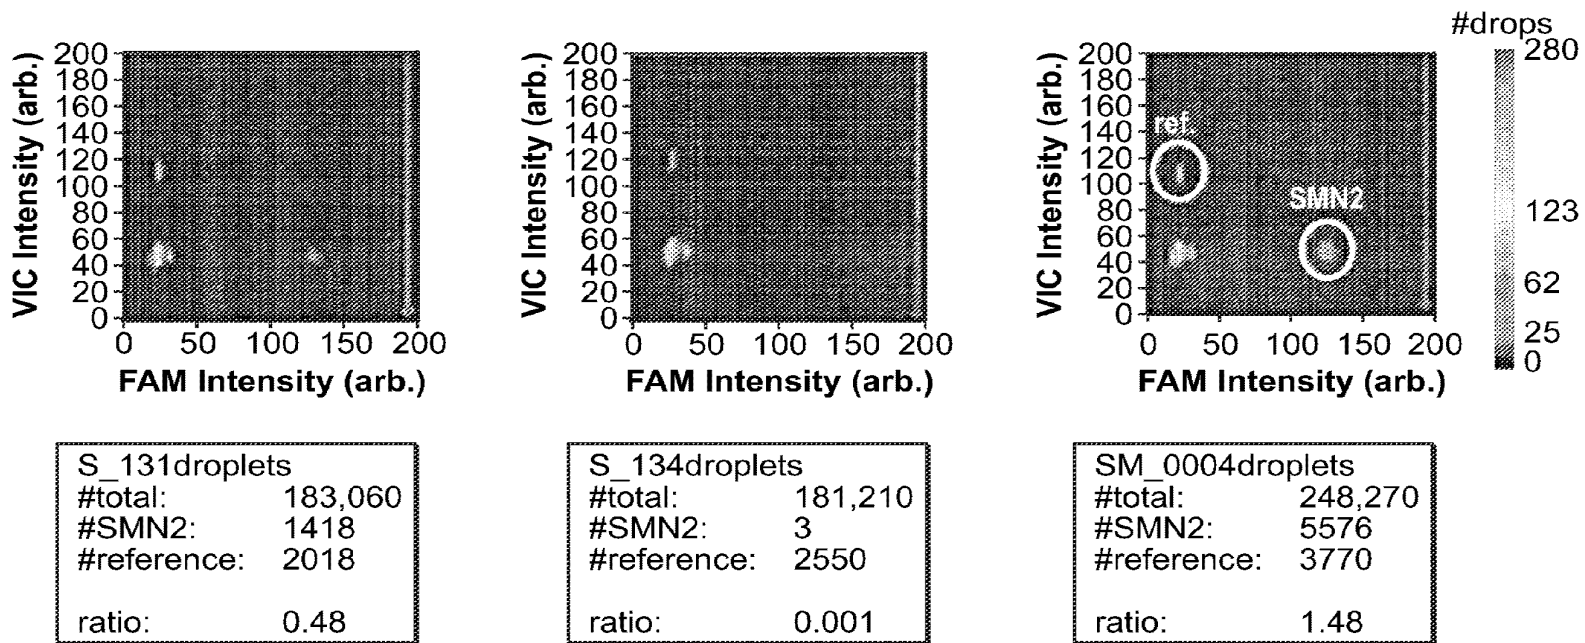 #drops
280
123
62
25
0
VIC Intensity (arb.)
200
180
160
140
120
100
80
60
40
20
0
0 50 100 150 200
FAM Intensity (arb.)
VIC Intensity (arb.)
200
180
160
140
120
100
80
60
40
20
0
0 50 100 150 200
FAM Intensity (arb.)
VIC Intensity (arb.)
200
180
160
140
120
100
80
60
40
20
0
ref.
SMN2
0 50 100 150 200
FAM Intensity (arb.)
S_131droplets
#total: 183,060
#SMN2: 1418
#reference: 2018
ratio: 0.48
S_134droplets
#total: 181,210
#SMN2: 3
#reference: 2550
ratio: 0.001
SM_0004droplets
#total: 248,270
#SMN2: 5576
#reference: 3770
ratio: 1.48